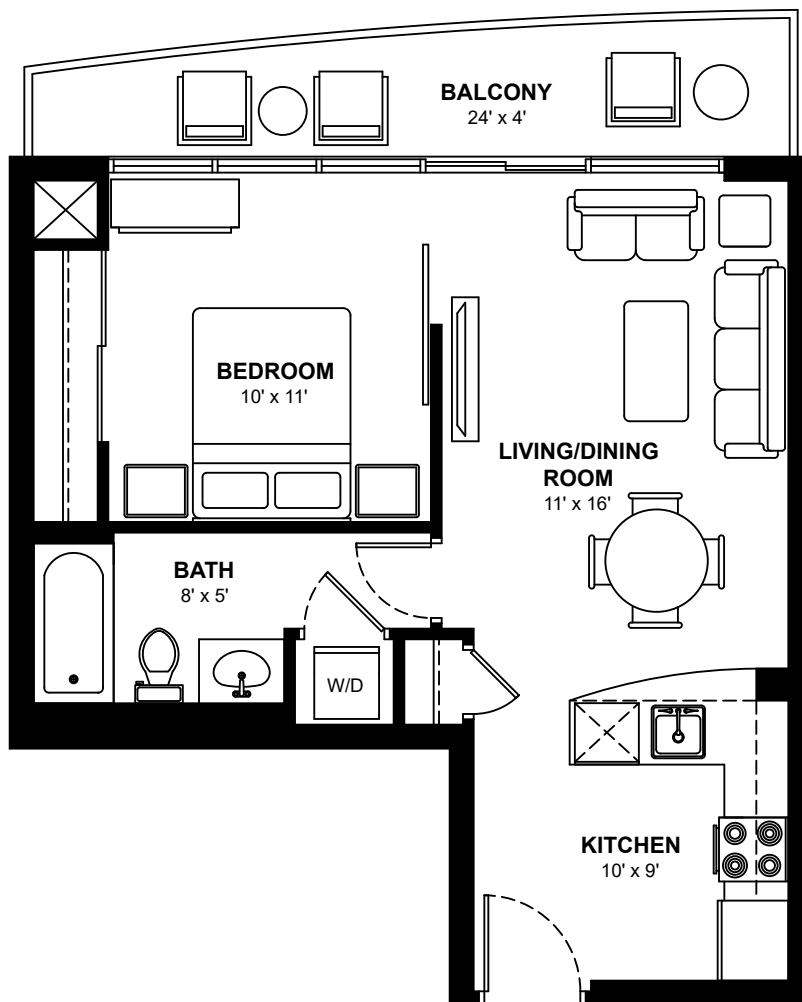 BALCONY
24' x 4'
BEDROOM
10' x 11'
LIVING/DINING
ROOM
11' x 16'
BATH
8' x 5'
W/D
KITCHEN
10' x 9'